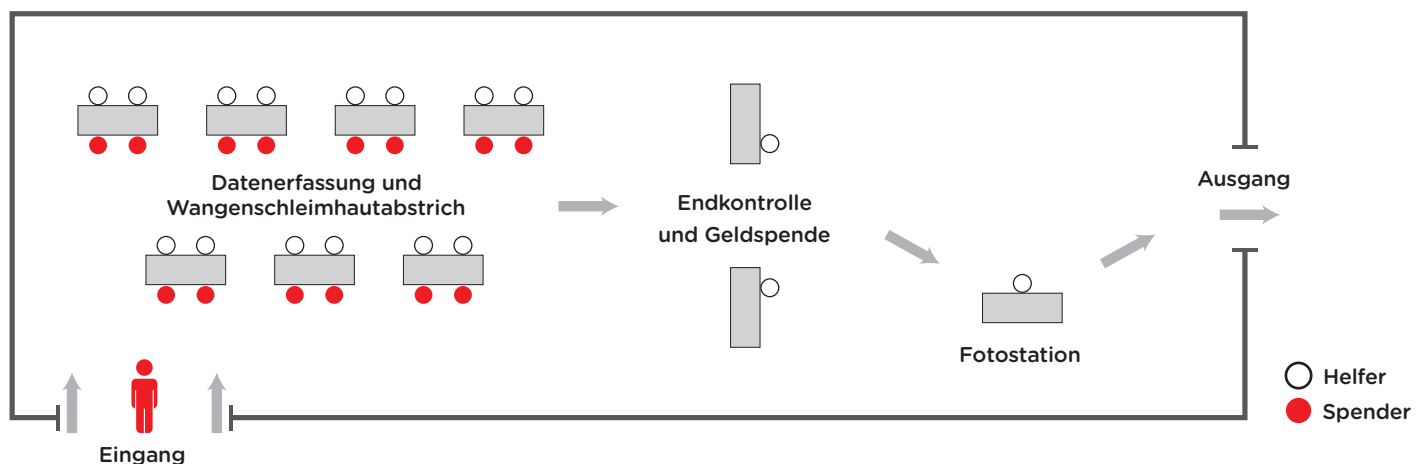 Datenerfassung und
Wangenschleimhautabstrich
Endkontrolle
und Geldspende
Ausgang
Fotostation
Eingang
Helfer
Spender